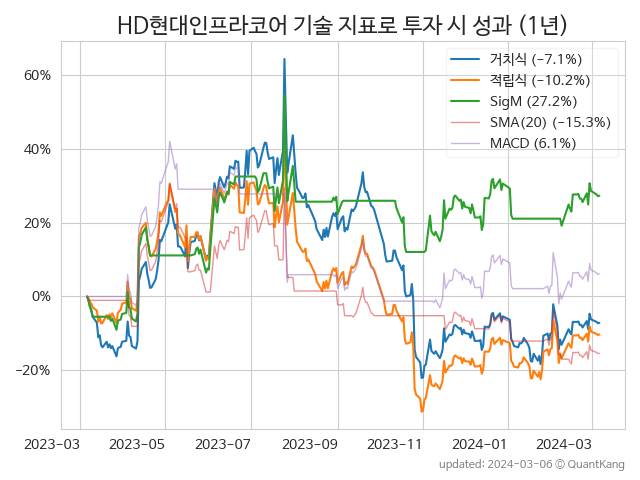 HD현대인프라코어 기술 지표로 투자 시 성과 (1년)
거치식 (−7.1%)
적립식 (−10.2%)
SigM (27.2%)
SMA(20) (−15.3%)
MACD (6.1%)
60%
40%
20%
0%
−20%
2023−03 2023−05 2023−07 2023−09 2023−11 2024−01 2024−03
updated: 2024-03-06 ⓒ QuantKang